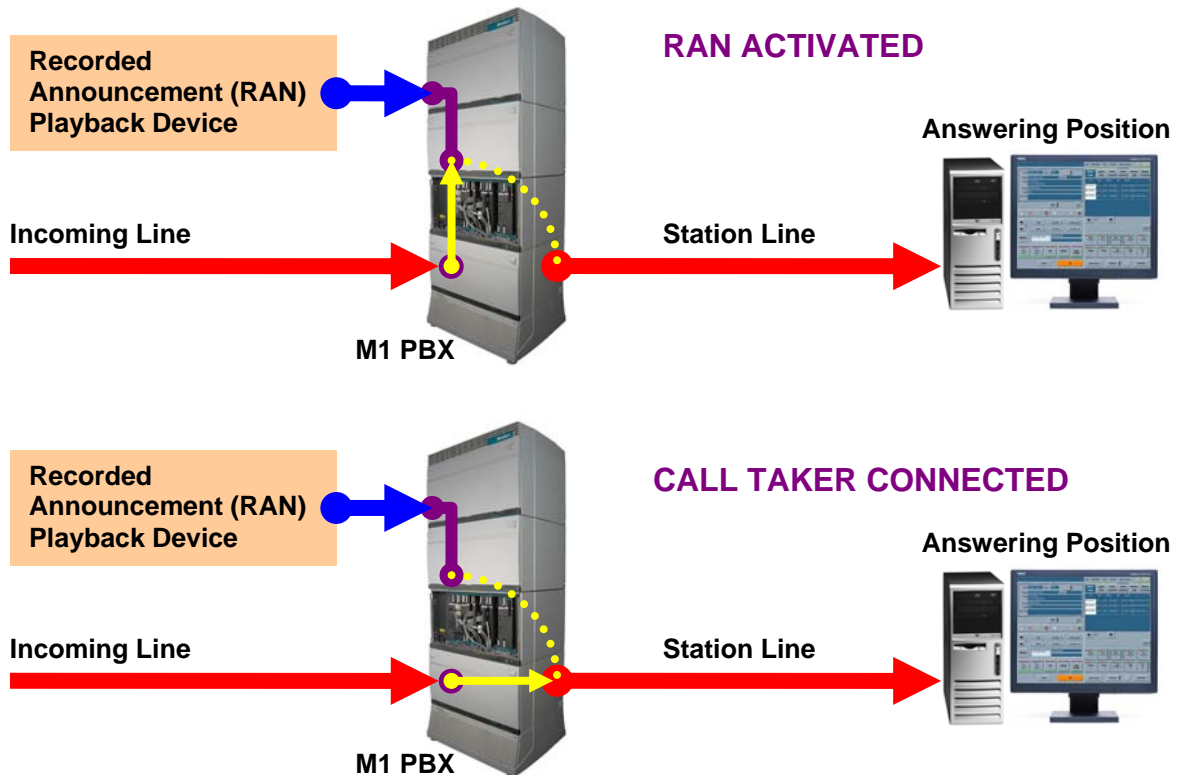 RAN ACTIVATED
Recorded
Announcement (RAN)
Playback Device
Answering Position
Incoming Line
Station Line
M1 PBX
CALL TAKER CONNECTED
Recorded
Announcement (RAN)
Playback Device
Answering Position
Incoming Line
Station Line
M1 PBX